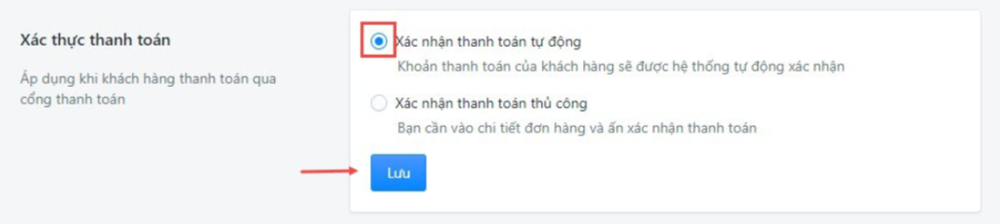 Xác thực thanh toán
Áp dụng khi khách hàng thanh toán qua
cổng thanh toán
Xác nhận thanh toán tự động
Khoản thanh toán của khách hàng sẽ được hệ thống tự động xác nhận
Xác nhận thanh toán thủ công
Bạn cần vào chi tiết đơn hàng và ấn xác nhận thanh toán
Lưu